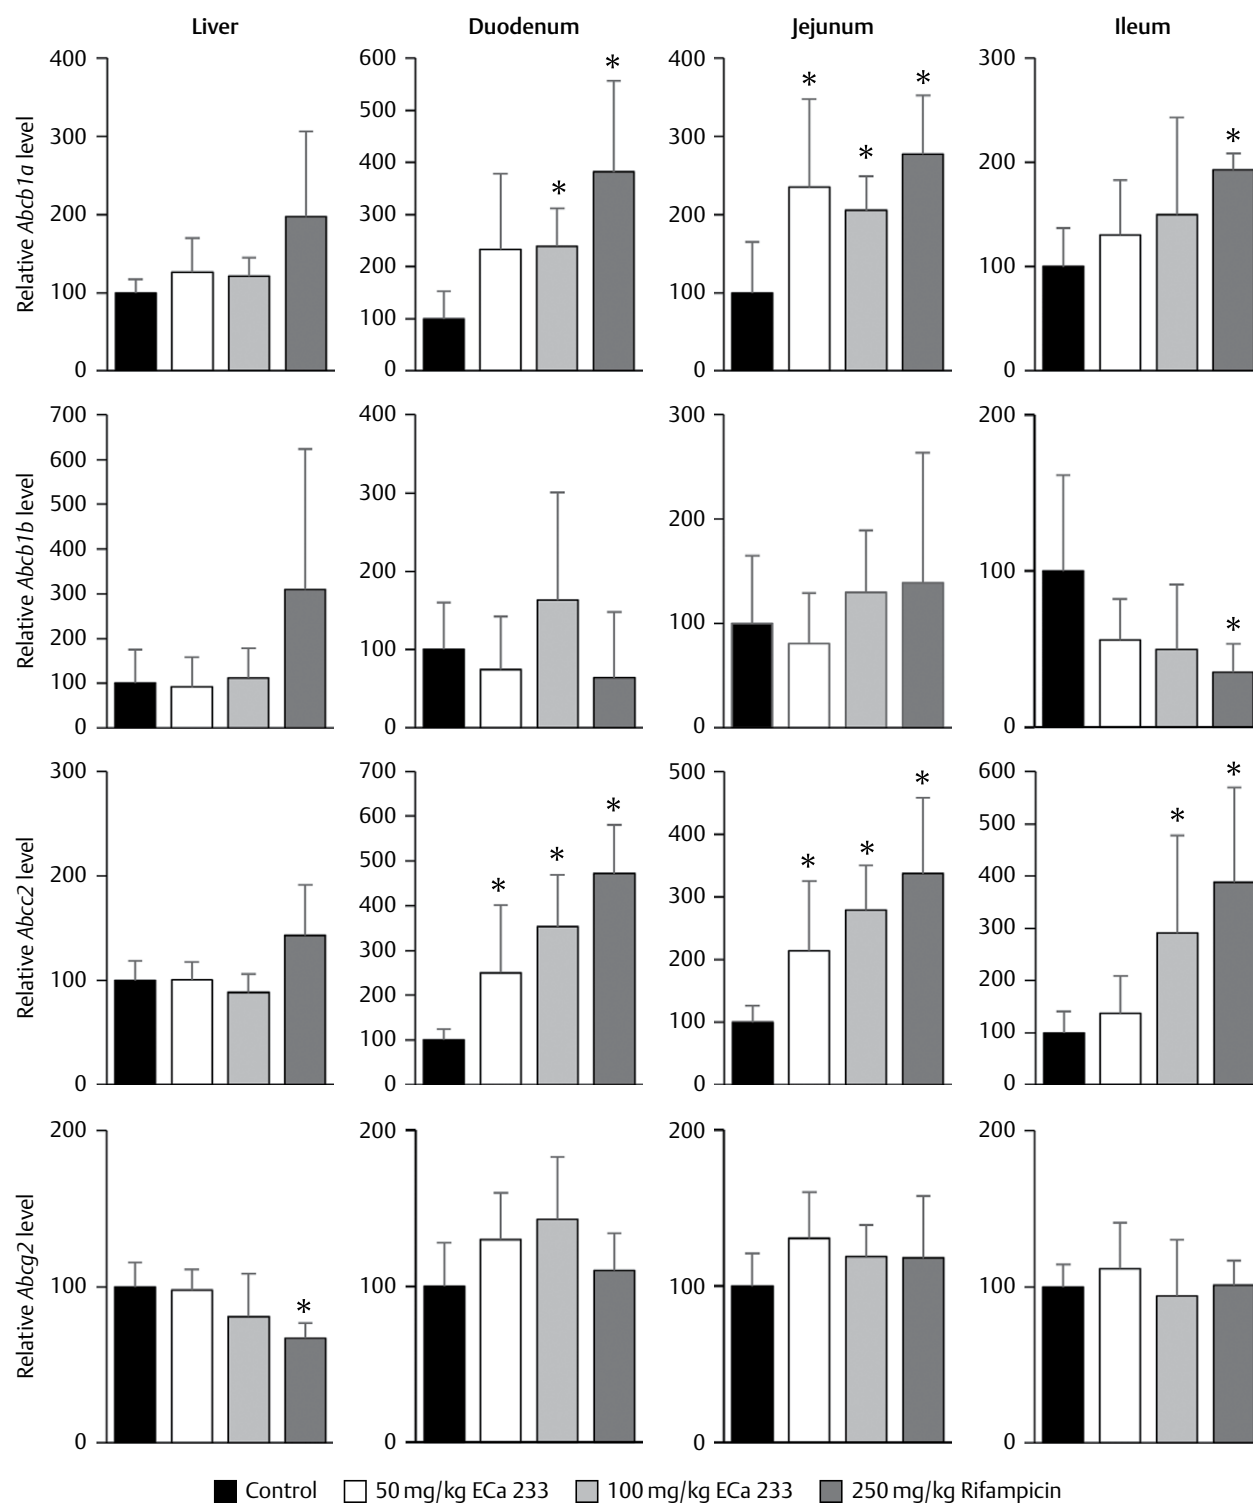 Liver Duodenum Jejunum Ileum
Relative Abcb1a level
400 300 200 100 0
600 500 400 300 200 100 0
* *
400 300 200 100 0
* * *
300 200 100 0
*
Relative Abcb1b level
700 600 500 400 300 200 100 0
400 300 200 100 0
300 200 100 0
200 100 0
*
Relative Abcc2 level
300 200 100 0
700 600 500 400 300 200 100 0
* * *
500 400 300 200 100 0
* * *
600 500 400 300 200 100 0
* *
Relative Abcg2 level
200 100 0
*
200 100 0
200 100 0
200 100 0
Control 50 mg/kg ECa 233 100 mg/kg ECa 233 250 mg/kg Rifampicin